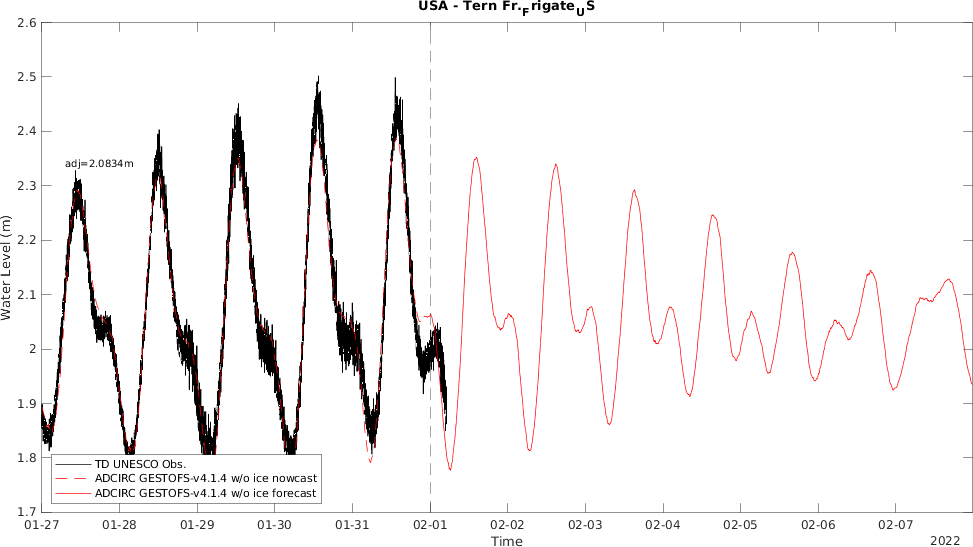 USA - Tern Fr.FrigateUS
2.6
2.5
2.4
adj=2.0834m
2.3
2.2
Water Level (m)
2.1
2
1.9
1.8
TD UNESCO Obs.
ADCIRC GESTOFS-v4.1.4 w/o ice nowcast
ADCIRC GESTOFS-v4.1.4 w/o ice forecast
1.7
01-27 01-28 01-29 01-30 01-31 02-01 02-02 02-03 02-04 02-05 02-06 02-07
Time
2022